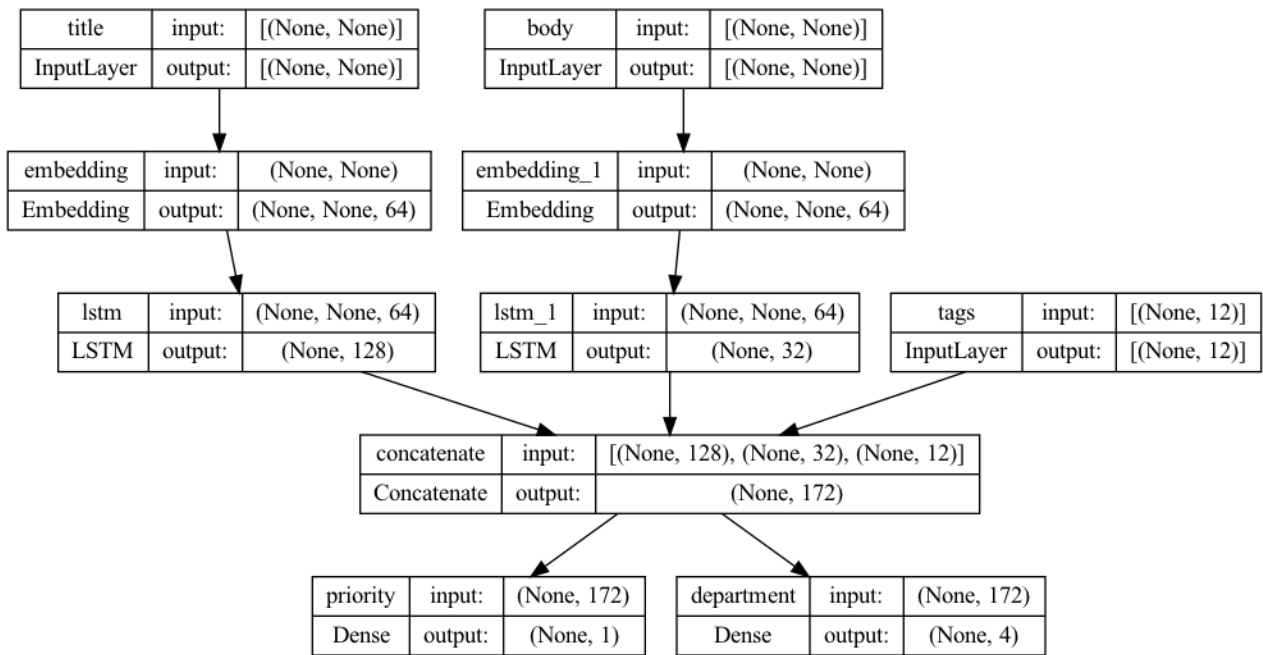 title input: [(None, None)]
InputLayer output: [(None, None)]
body input: [(None, None)]
InputLayer output: [(None, None)]
embedding input: (None, None)
Embedding output: (None, None, 64)
embedding_1 input: (None, None)
Embedding output: (None, None, 64)
lstm input: (None, None, 64)
LSTM output: (None, 128)
lstm_1 input: (None, None, 64)
LSTM output: (None, 32)
tags input: [(None, 12)]
InputLayer output: [(None, 12)]
concatenate input: [(None, 128), (None, 32), (None, 12)]
Concatenate output: (None, 172)
priority input: (None, 172)
Dense output: (None, 1)
department input: (None, 172)
Dense output: (None, 4)